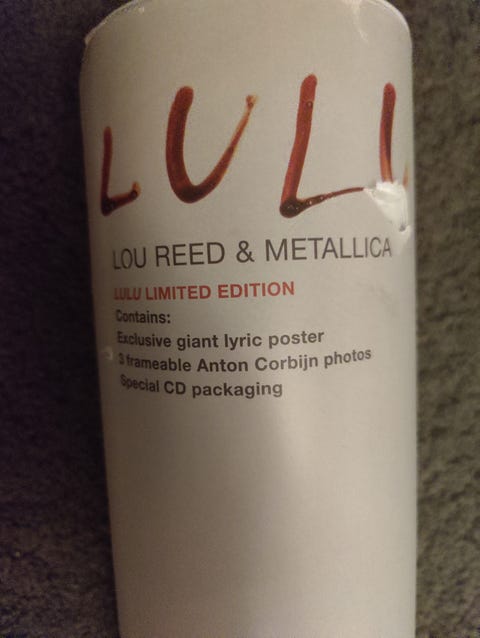 LULU
LOU REED & METALLICA
LULU LIMITED EDITION
Contains:
Exclusive giant lyric poster
3 frameable Anton Corbijn photos
Special CD packaging